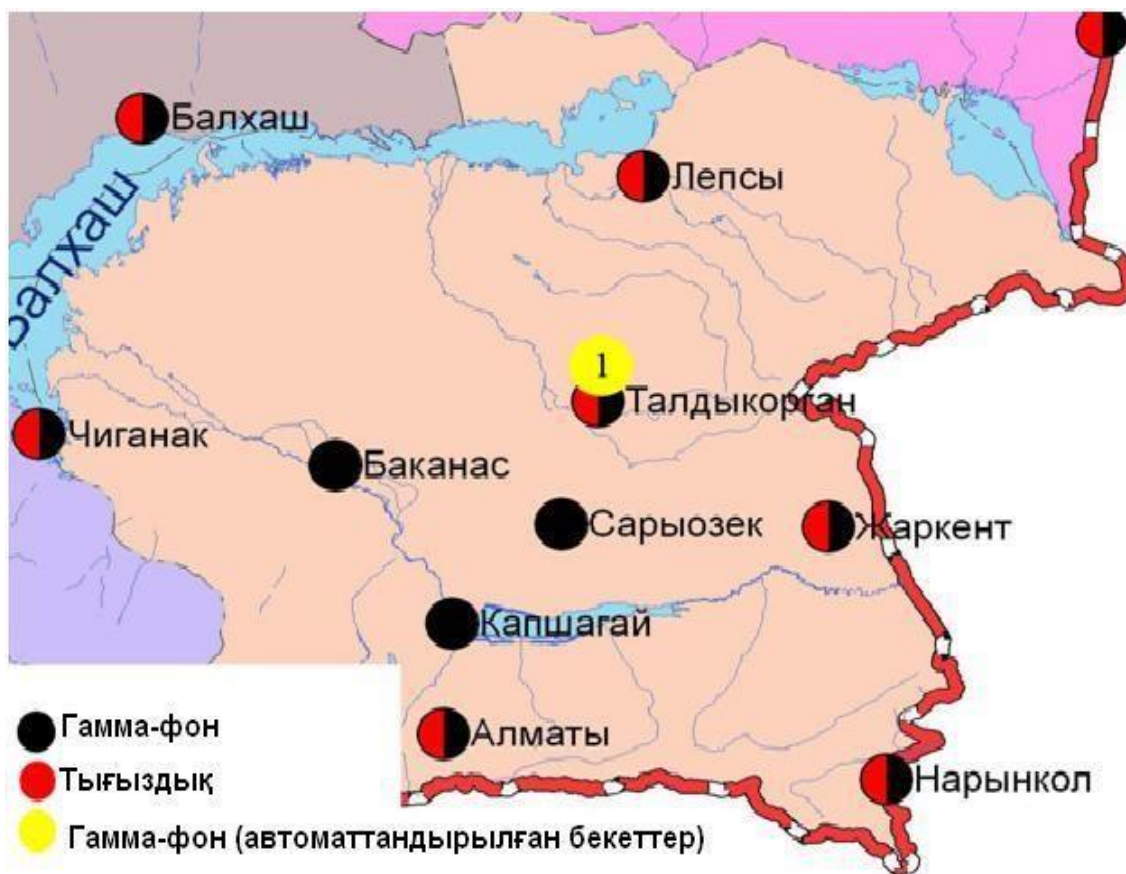 Балхаш
Лепсы
Балхаш
1
Талдыкорган
Чиганак
Баканас
Сарыозек
Жаркент
Капшагай
Алматы
Нарынкол
Гамма-фон
Тығыздық
Гамма-фон (автоматтандырылған бекеттер)